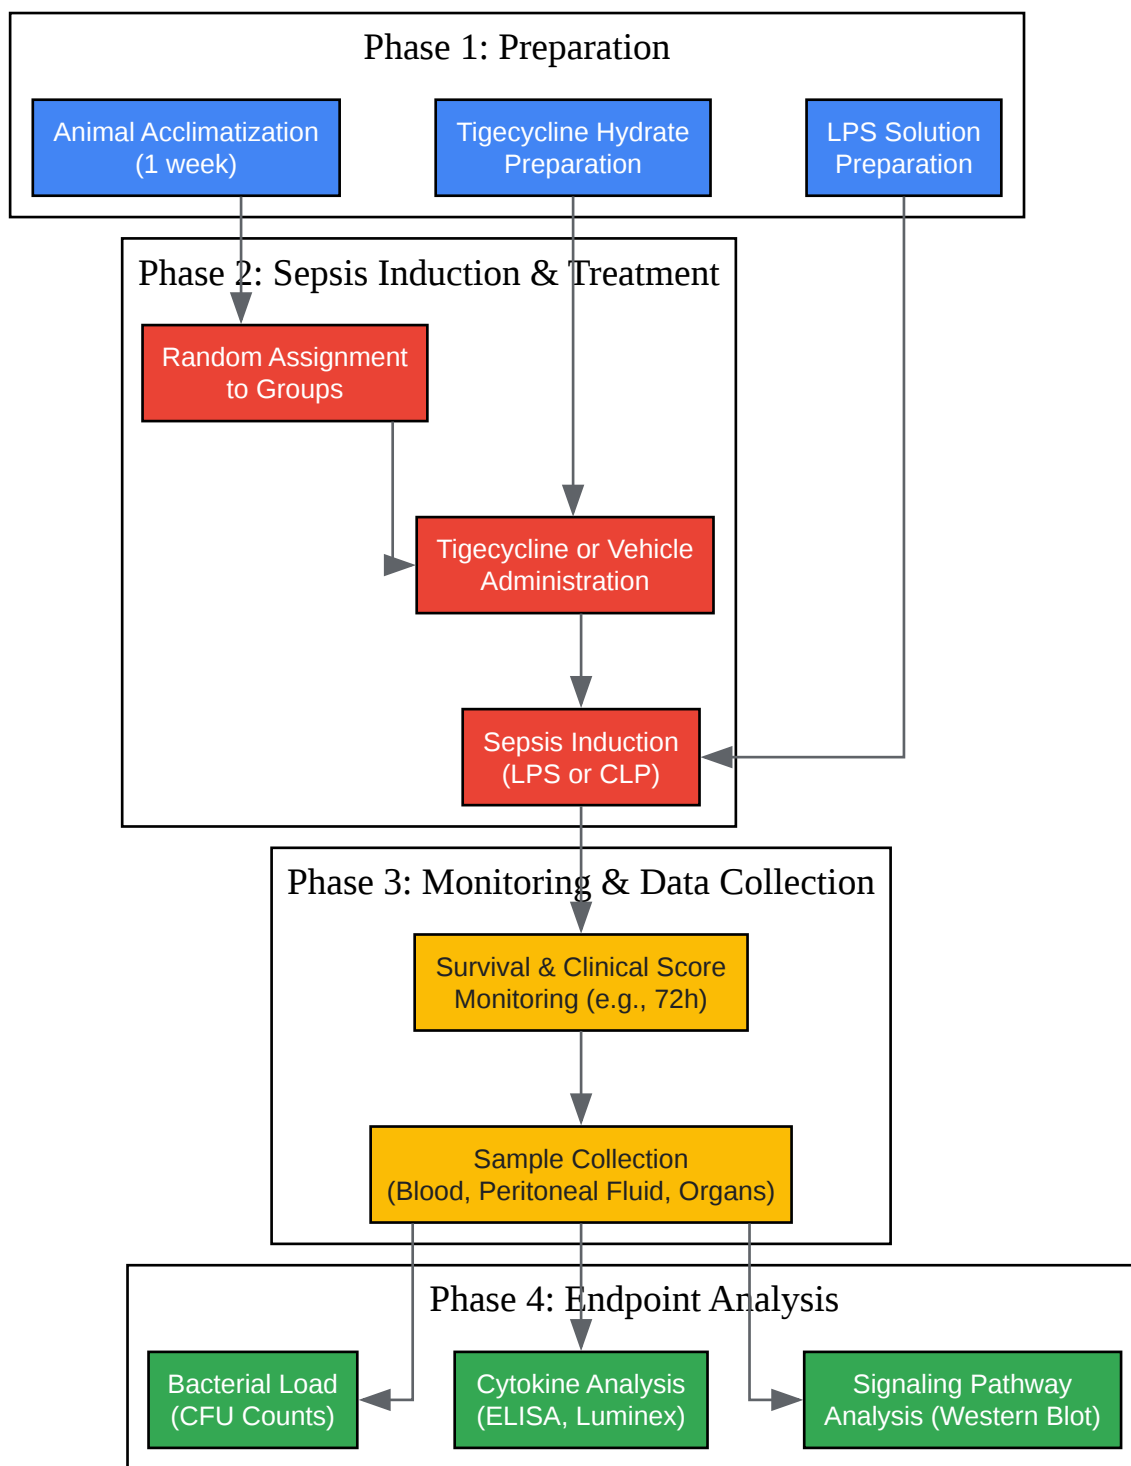 Phase 1: Preparation
Animal Acclimatization
(1 week)
Tigecycline Hydrate
Preparation
LPS Solution
Preparation
Phase 2: Sepsis Induction & Treatment
Random Assignment
to Groups
Tigecycline or Vehicle
Administration
Sepsis Induction
(LPS or CLP)
Phase 3: Monitoring & Data Collection
Survival & Clinical Score
Monitoring (e.g., 72h)
Sample Collection
(Blood, Peritoneal Fluid, Organs)
Phase 4: Endpoint Analysis
Bacterial Load
(CFU Counts)
Cytokine Analysis
(ELISA, Luminex)
Signaling Pathway
Analysis (Western Blot)